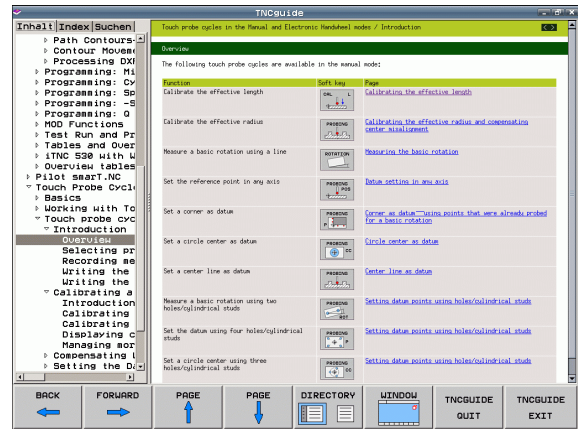 TNCguide
Inhalt Index Suchen
Path Contours-
Contour Moveme
Processing DXF
Programming: Mi
Programming: Cy
Programming: Sp
Programming: -S
Programming: Q
MOD Functions
Test Run and Pr
Tables and Over
iTNC 530 with W
Overview tables
Pilot smarT.NC
Touch Probe Cycl
Basics
Working with To
Touch probe cyc
Introduction
Overview
Selecting pr
Recording me
Writing the
Writing the
Calibrating a
Introduction
Calibrating
Calibrating
Displaying c
Managing mor
Compensating
Setting the Da
Touch probe cycles in the Manual and Electronic Handwheel modes / Introduction
Overview
The following touch probe cycles are available in the manual mode:
Function Soft key Page
Calibrate the effective length CAL L Calibrating the effective length
Calibrate the effective radius PROBING Calibrating the effective radius and compensating
center misalignment
Measure a basic rotation using a line ROTATION Measuring the basic rotation
Set the reference point in any axis PROBING POS Datum setting in any axis
Set a corner as datum PROBING P Corner as datum—using points that were already probed
for a basic rotation
Set a circle center as datum PROBING CC Circle center as datum
Set a center line as datum PROBING Center line as datum
Measure a basic rotation using two
holes/cylindrical studs PROBING ROT Setting datum points using holes/cylindrical studs
Set the datum using four holes/cylindrical
studs PROBING P Setting datum points using holes/cylindrical studs
Set a circle center using three
holes/cylindrical studs PROBING CC Setting datum points using holes/cylindrical studs
BACK FORWARD PAGE PAGE DIRECTORY WINDOW TNCGUIDE QUIT TNCGUIDE EXIT